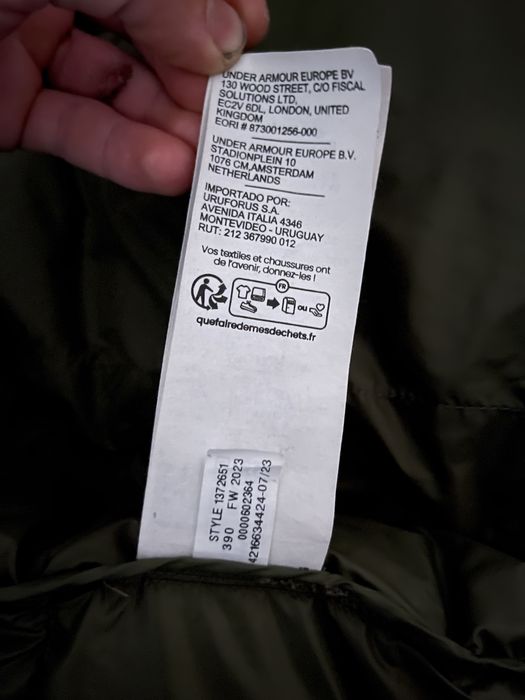 UNDER ARMOUR EUROPE BV
130 WOOD STREET, C/O FISCAL
SOLUTIONS LTD,
EC2V 6DL, LONDON, UNITED
KINGDOM
EORI # 873001256-000
UNDER ARMOUR EUROPE B.V.
STADIONPLEIN 10
1076 CM,AMSTERDAM
NETHERLANDS
IMPORTADO POR:
URUFORUS S.A.
AVENIDA ITALIA 4346
MONTEVIDEO - URUGUAY
RUT: 212 367990 012
Vos textiles et chaussures ont
de l'avenir, donnez-les !
FR
ou
quefairedemesdechets.fr
STYLE 1372651
390 FW 2023
0000602364
4216634424-07/23